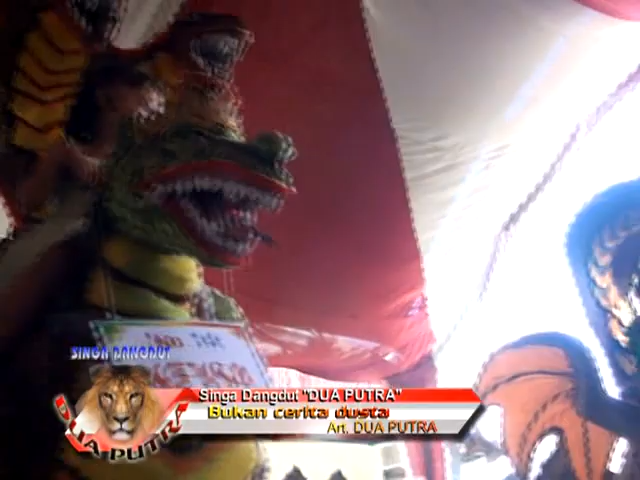 SINGA DANGDUT
Singa Dangdut "DUA PUTRA"
Bukan cerita dusta
Art. DUA PUTRA
DUA PUTRA